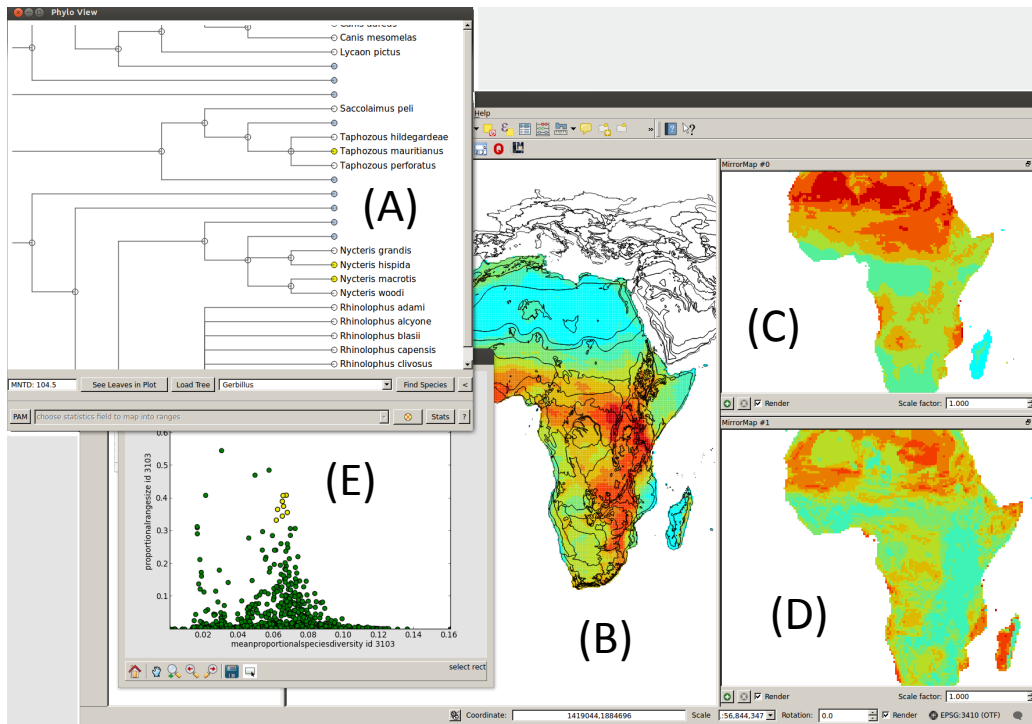 Phylo View
Canis aureus
Canis mesomelas
Lycaon pictus
Saccolaimus peli
Taphozous hildegardeae
Taphozous mauritianus
Taphozous perforatus
(A)
Nycteris grandis
Nycteris hispida
Nycteris macrotis
Nycteris woodi
Rhinolophus adami
Rhinolophus alcyone
Rhinolophus blasii
Rhinolophus capensis
Rhinolophus clivosus
MNTD: 104.5 See Leaves in Plot Load Tree Gerbillus Find Species <
PAM choose statistics field to map into ranges Stats ?
Help
» ?
Q
MirrorMap #0
(C)
Render Scale factor: 1.000
MirrorMap #1
(D)
Render Scale factor: 1.000
(B)
(E)
proportionalrangesize id 3103
0.6
0.5
0.4
0.3
0.2
0.1
0.02 0.04 0.06 0.08 0.10 0.12 0.14 0.16
meanproportionalspeciesdiversity id 3103
select rect
Coordinate: 1419044,1884696 Scale :56,844,347 Rotation: 0.0 Render EPSG:3410 (OTF)